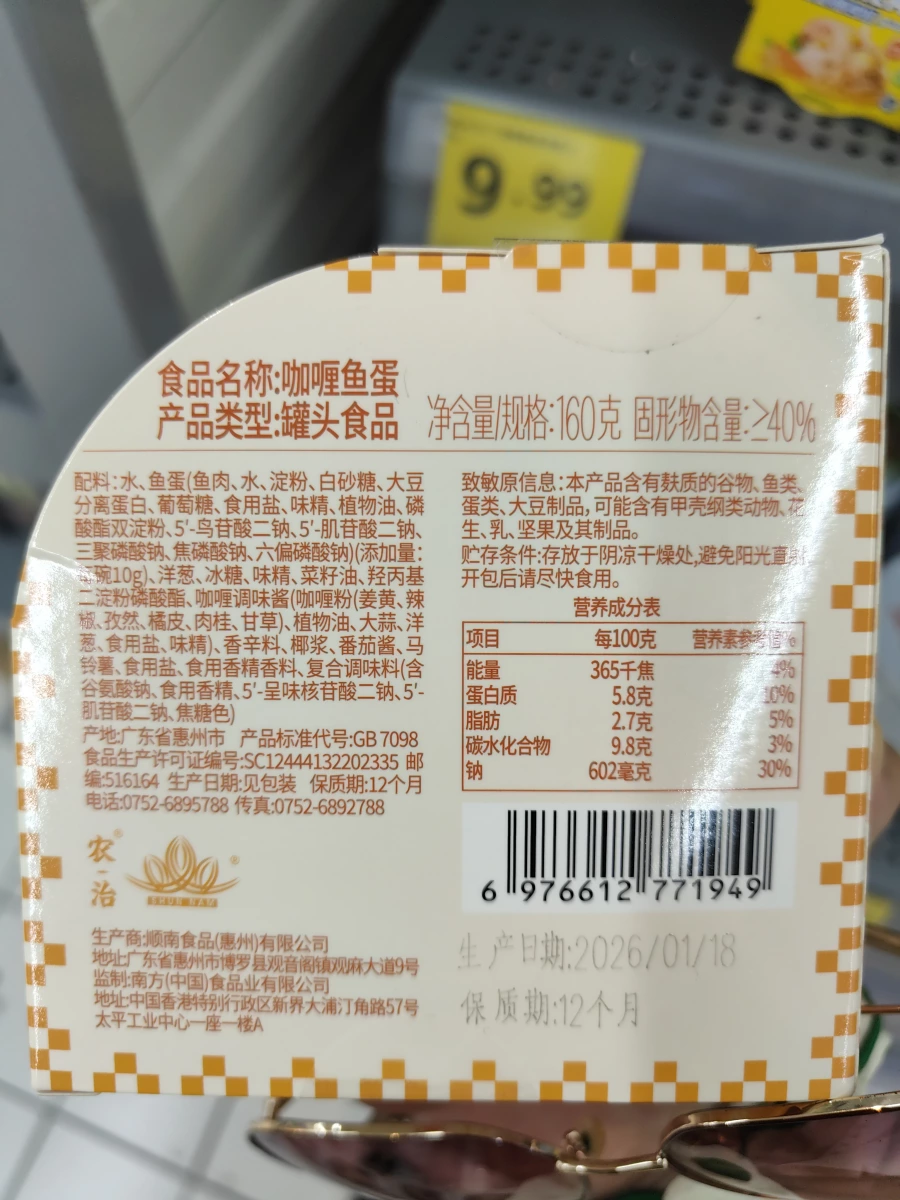 9.99
食品名称:咖喱鱼蛋
产品类型:罐头食品
净含量/规格:160克 固形物含量:≥40%
配料:水、鱼蛋(鱼肉、水、淀粉、白砂糖、大豆
分离蛋白、葡萄糖、食用盐、味精、植物油、磷
酸酯双淀粉、5'-鸟苷酸二钠、5'-肌苷酸二钠、
三聚磷酸钠、焦磷酸钠、六偏磷酸钠)(添加量:
碗10g)、洋葱、冰糖、味精、菜籽油、羟丙基
二淀粉磷酸酯、咖喱调味酱(咖喱粉(姜黄、辣
椒、孜然、橘皮、肉桂、甘草)、植物油、大蒜、洋
葱、食用盐、味精)、香辛料、椰浆、番茄酱、马
铃薯、食用盐、食用香精香料、复合调味料(含
谷氨酸钠、食用香精、5'-呈味核苷酸二钠、5'-
肌苷酸二钠、焦糖色)
产地:广东省惠州市 产品标准代号:GB 7098
食品生产许可证编号:SC12444132202335 邮
编:516164 生产日期:见包装 保质期:12个月
电话:0752-6895788 传真:0752-6892788
致敏原信息:本产品含有麸质的谷物、鱼类、
蛋类、大豆制品,可能含有甲壳纲类动物、花
生、乳、坚果及其制品。
贮存条件:存放于阴凉干燥处,避免阳光直射
开包后请尽快食用。
营养成分表
项目 每100克 营养素参考值%
能量 365千焦 4%
蛋白质 5.8克 10%
脂肪 2.7克 5%
碳水化合物 9.8克 3%
钠 602毫克 30%
6 976612 771949
农治®
SHUN NAM ®
生产商:顺南食品(惠州)有限公司
地址:广东省惠州市博罗县观音阁镇观麻大道9号
监制:南方(中国)食品业有限公司
地址:中国香港特别行政区新界大浦汀角路57号
太平工业中心一座一楼A
生产日期:2026/01/18
保质期:12个月